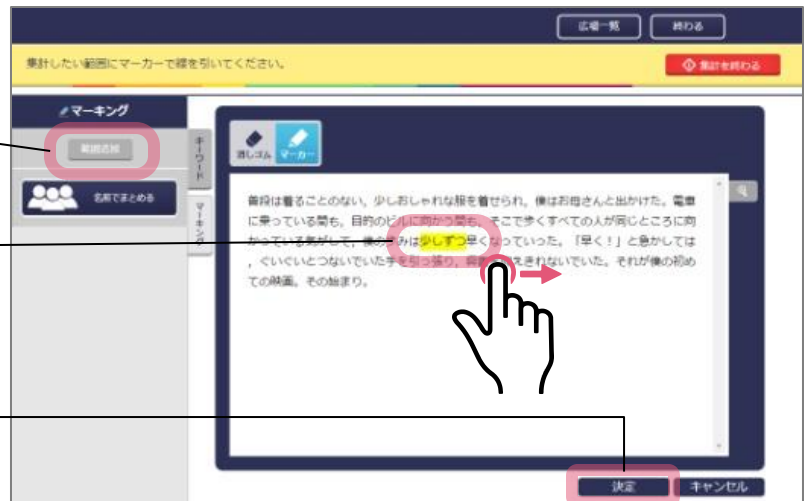 広場一覧
終わる
集計したい範囲にマーカーで線を引いてください。
集計を終わる
マーキング
範囲追加
名前でまとめる
キーワード
マーキング
消しゴム
マーカー
普段は着ることのない，少しおしゃれな服を着せられ，僕はお母さんと出かけた。電車
に乗っている間も，目的のビルに向かう間も，そこで歩くすべての人が同じところに向
かっている気がして，僕の歩みは少しずつ早くなっていった。「早く！」と急かしては
，ぐいぐいとつないでいた手を引っ張り，えきれないでいた。それが僕の初め
ての映画。その始まり。
決定
キャンセル